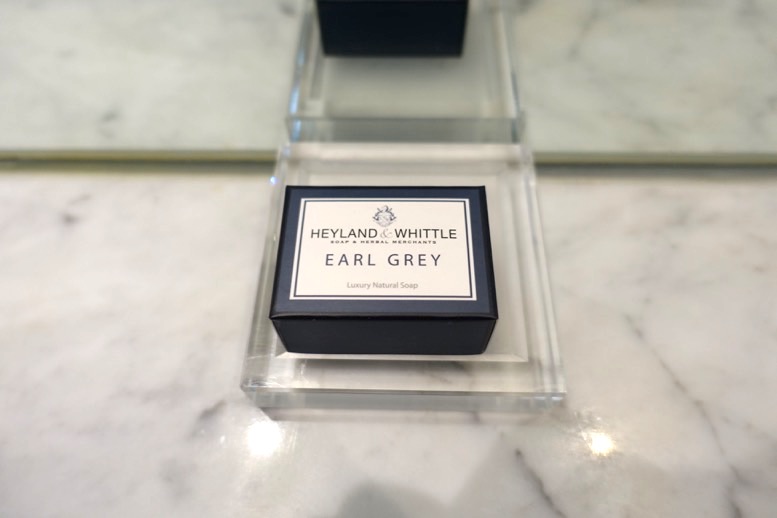 HEYLAND & WHITTLE
SOAP & HERBAL MERCHANTS
EARL GREY
Luxury Natural Soap